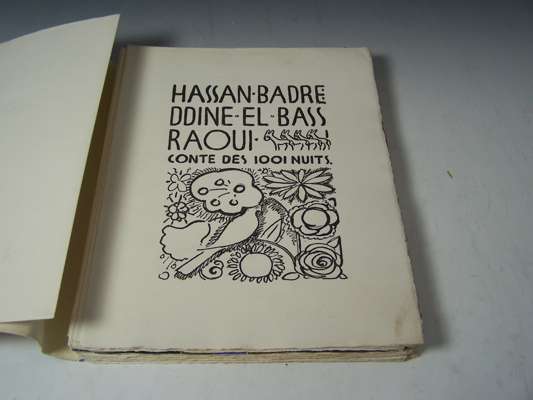 HASSAN·BADRE
DDINE-EL-BASS
RAOUI·
CONTE DES 1001 NUITS.